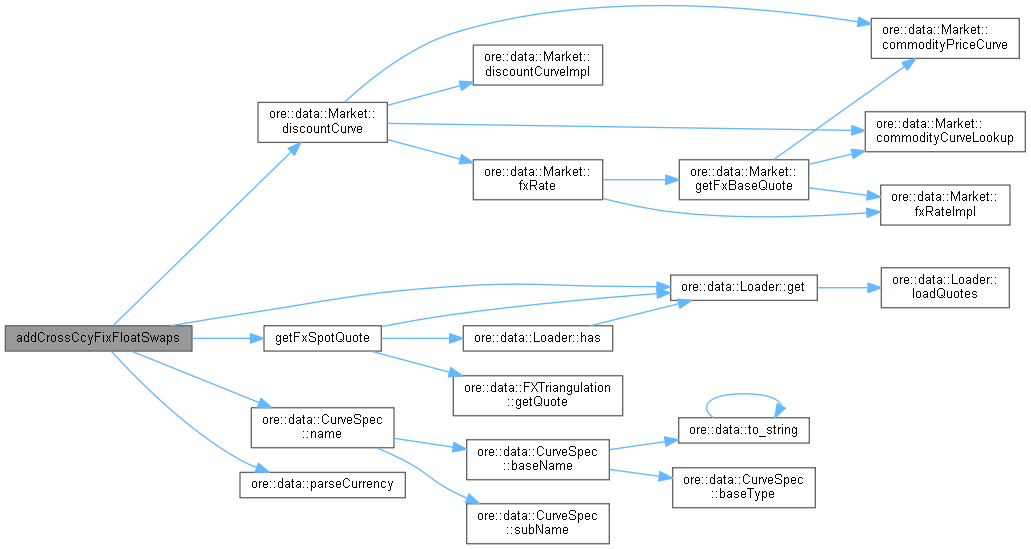 ore::data::Market::
commodityPriceCurve
ore::data::Market::
discountCurveImpl
ore::data::Market::
discountCurve
ore::data::Market::
commodityCurveLookup
ore::data::Market::
fxRate
ore::data::Market::
getFxBaseQuote
ore::data::Market::
fxRateImpl
ore::data::Loader::get
ore::data::Loader::
loadQuotes
addCrossCcyFixFloatSwaps
getFxSpotQuote
ore::data::Loader::has
ore::data::FXTriangulation
::getQuote
ore::data::CurveSpec
::name
ore::data::to_string
ore::data::CurveSpec
::baseName
ore::data::parseCurrency
ore::data::CurveSpec
::baseType
ore::data::CurveSpec
::subName